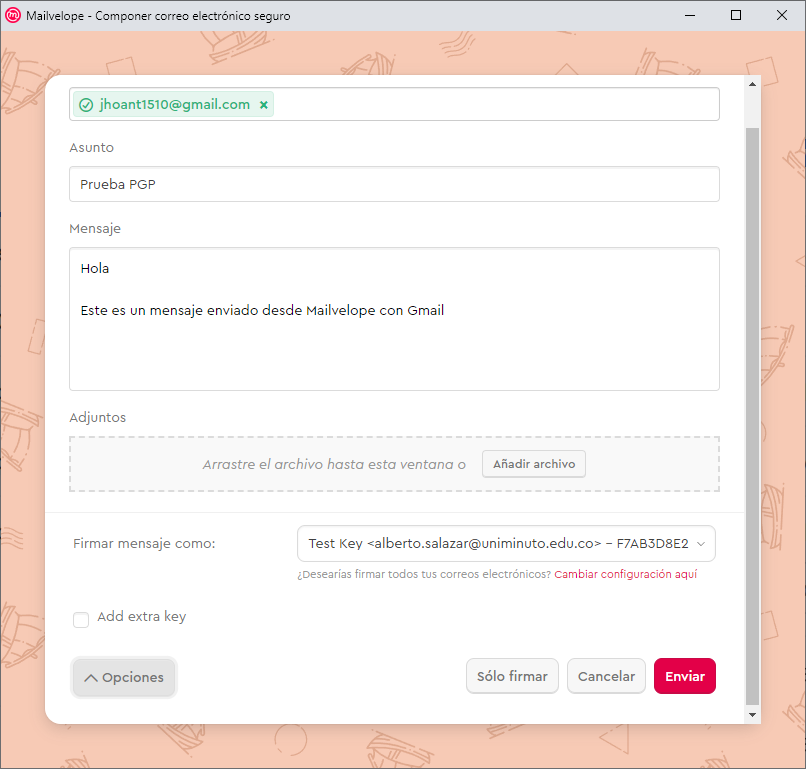 Mailvelope - Componer correo electrónico seguro
jhoant1510@gmail.com ×
Asunto
Prueba PGP
Mensaje
Hola
Este es un mensaje enviado desde Mailvelope con Gmail
Adjuntos
Arrastre el archivo hasta esta ventana o Añadir archivo
Firmar mensaje como: Test Key <alberto.salazar@uniminuto.edu.co> – F7AB3D8E2
¿Desearías firmar todos tus correos electrónicos? Cambiar configuración aquí
Add extra key
Opciones Sólo firmar Cancelar Enviar